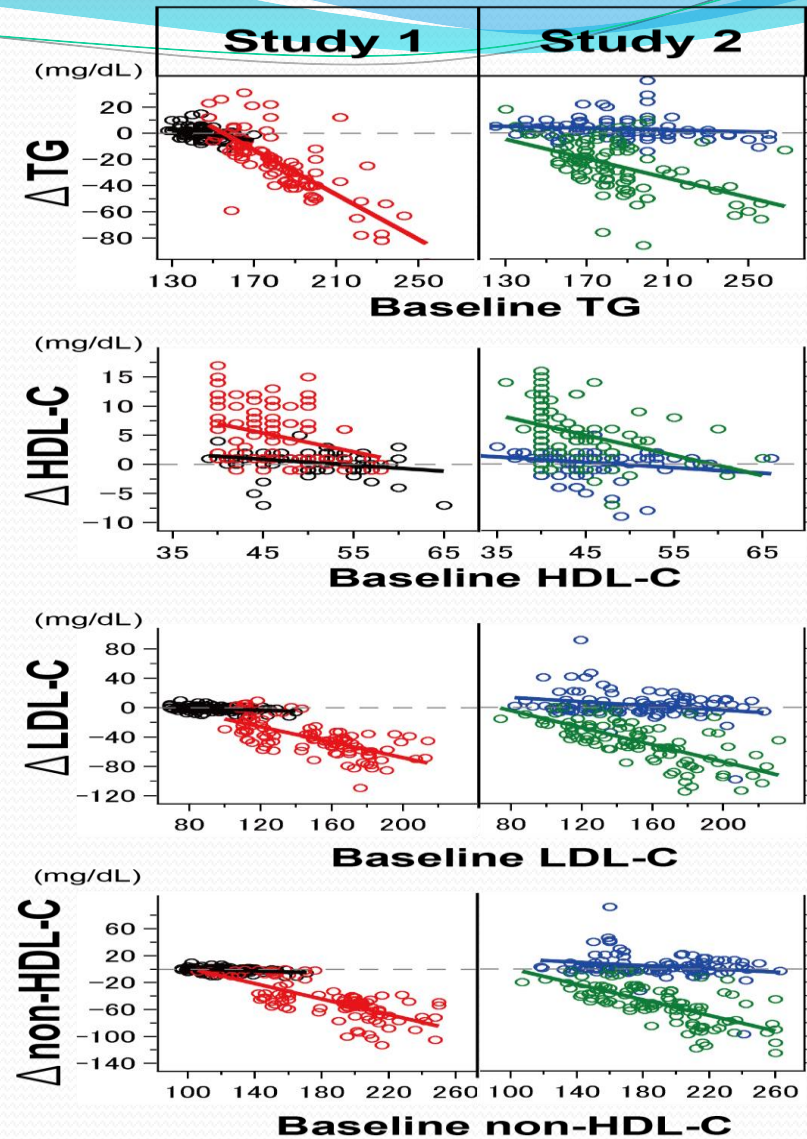 Study 1 Study 2
(mg/dL)
20
0
−20
−40
−60
−80
ΔTG
130 170 210 250 130 170 210 250
Baseline TG
(mg/dL)
15
10
5
0
−5
−10
ΔHDL-C
35 45 55 65 35 45 55 65
Baseline HDL-C
(mg/dL)
80
40
0
−40
−80
−120
ΔLDL-C
80 120 160 200 80 120 160 200
Baseline LDL-C
(mg/dL)
60
20
−20
−60
−100
−140
Δnon-HDL-C
100 140 180 220 260 100 140 180 220 260
Baseline non-HDL-C